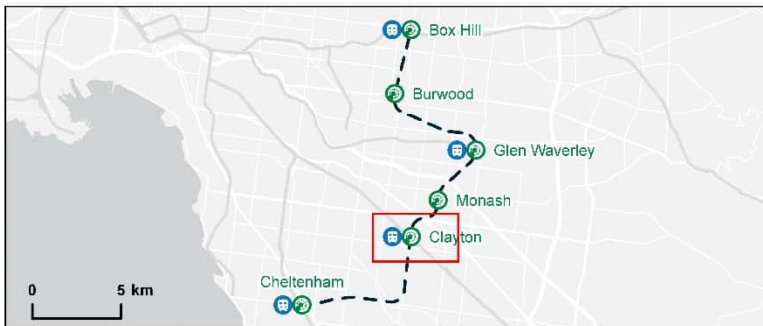 Box Hill
Burwood
Glen Waverley
Monash
Clayton
Cheltenham
0 5 km